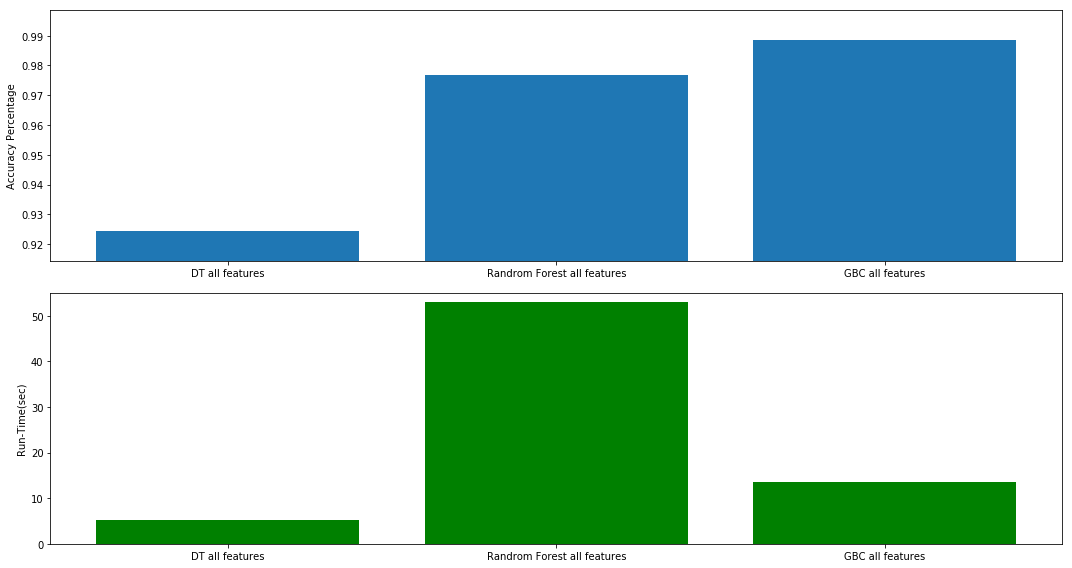 0.99
0.98
0.97
0.96
0.95
0.94
0.93
0.92
Accuracy Percentage
DT all features
Randrom Forest all features
GBC all features
50
40
30
20
10
0
Run-Time(sec)
DT all features
Randrom Forest all features
GBC all features